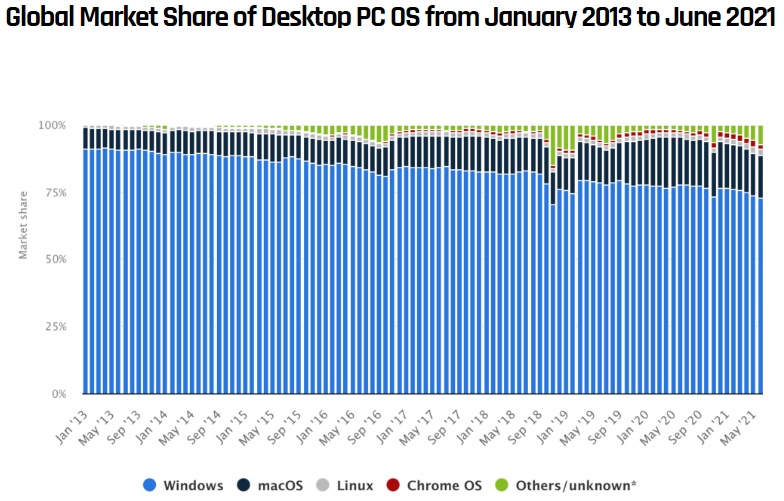 Global Market Share of Desktop PC OS from January 2013 to June 2021
Market share
100%
75%
50%
25%
0%
Jan '13
May '13
Sep '13
Jan '14
May '14
Sep '14
Jan '15
May '15
Sep '15
Jan '16
May '16
Sep '16
Jan '17
May '17
Sep '17
Jan '18
May '18
Sep '18
Jan '19
May '19
Sep '19
Jan '20
May '20
Sep '20
Jan '21
May '21
Windows
macOS
Linux
Chrome OS
Others/unknown*